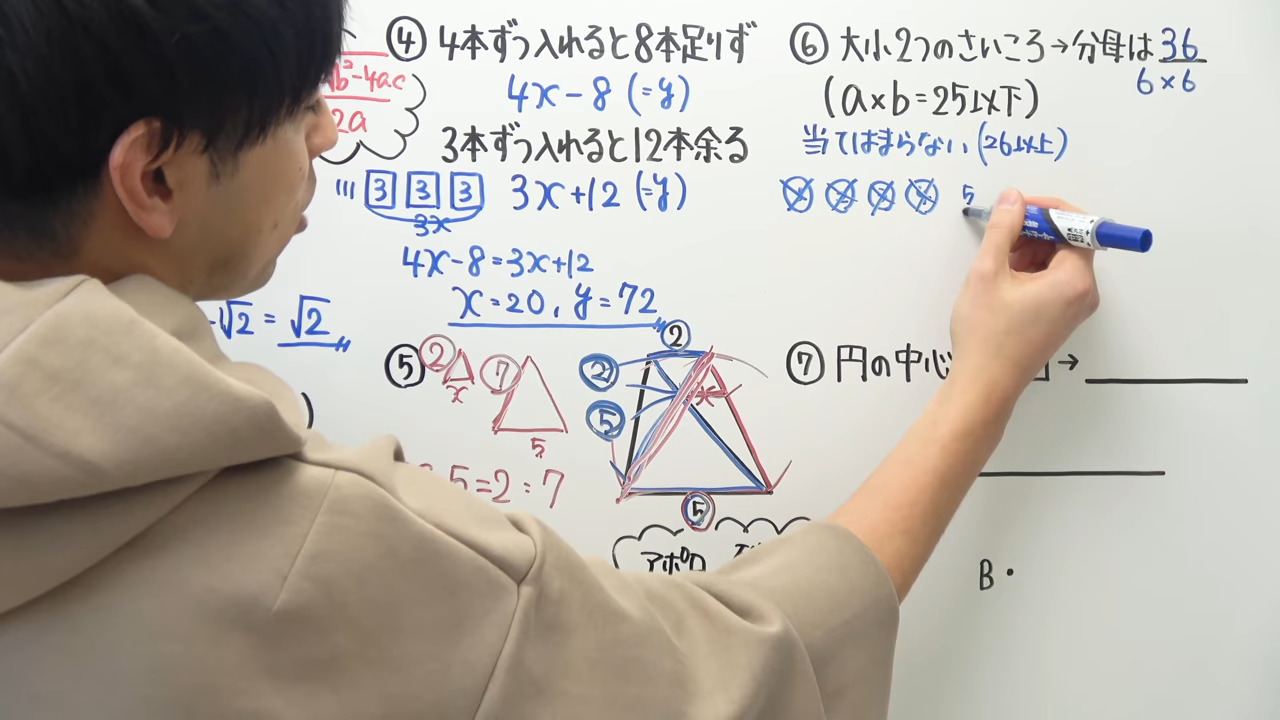 b²-4ac
2a
-√2 = √2
④ 4本ずつ入れると8本足りず
4x-8 (=y)
3本ずつ入れると12本余る
3 3 3 3x+12 (=y)
3x
4x-8=3x+12
x=20, y=72
⑤ ② x ⑦ 5
5=2:7
② ② ⑤ x ⑤
アポロ
⑥ 大小2つのさいころ→分母は36
6×6
(a×b=25以下)
当てはまらない(26以上)
5
⑦ 円の中心 →
B・